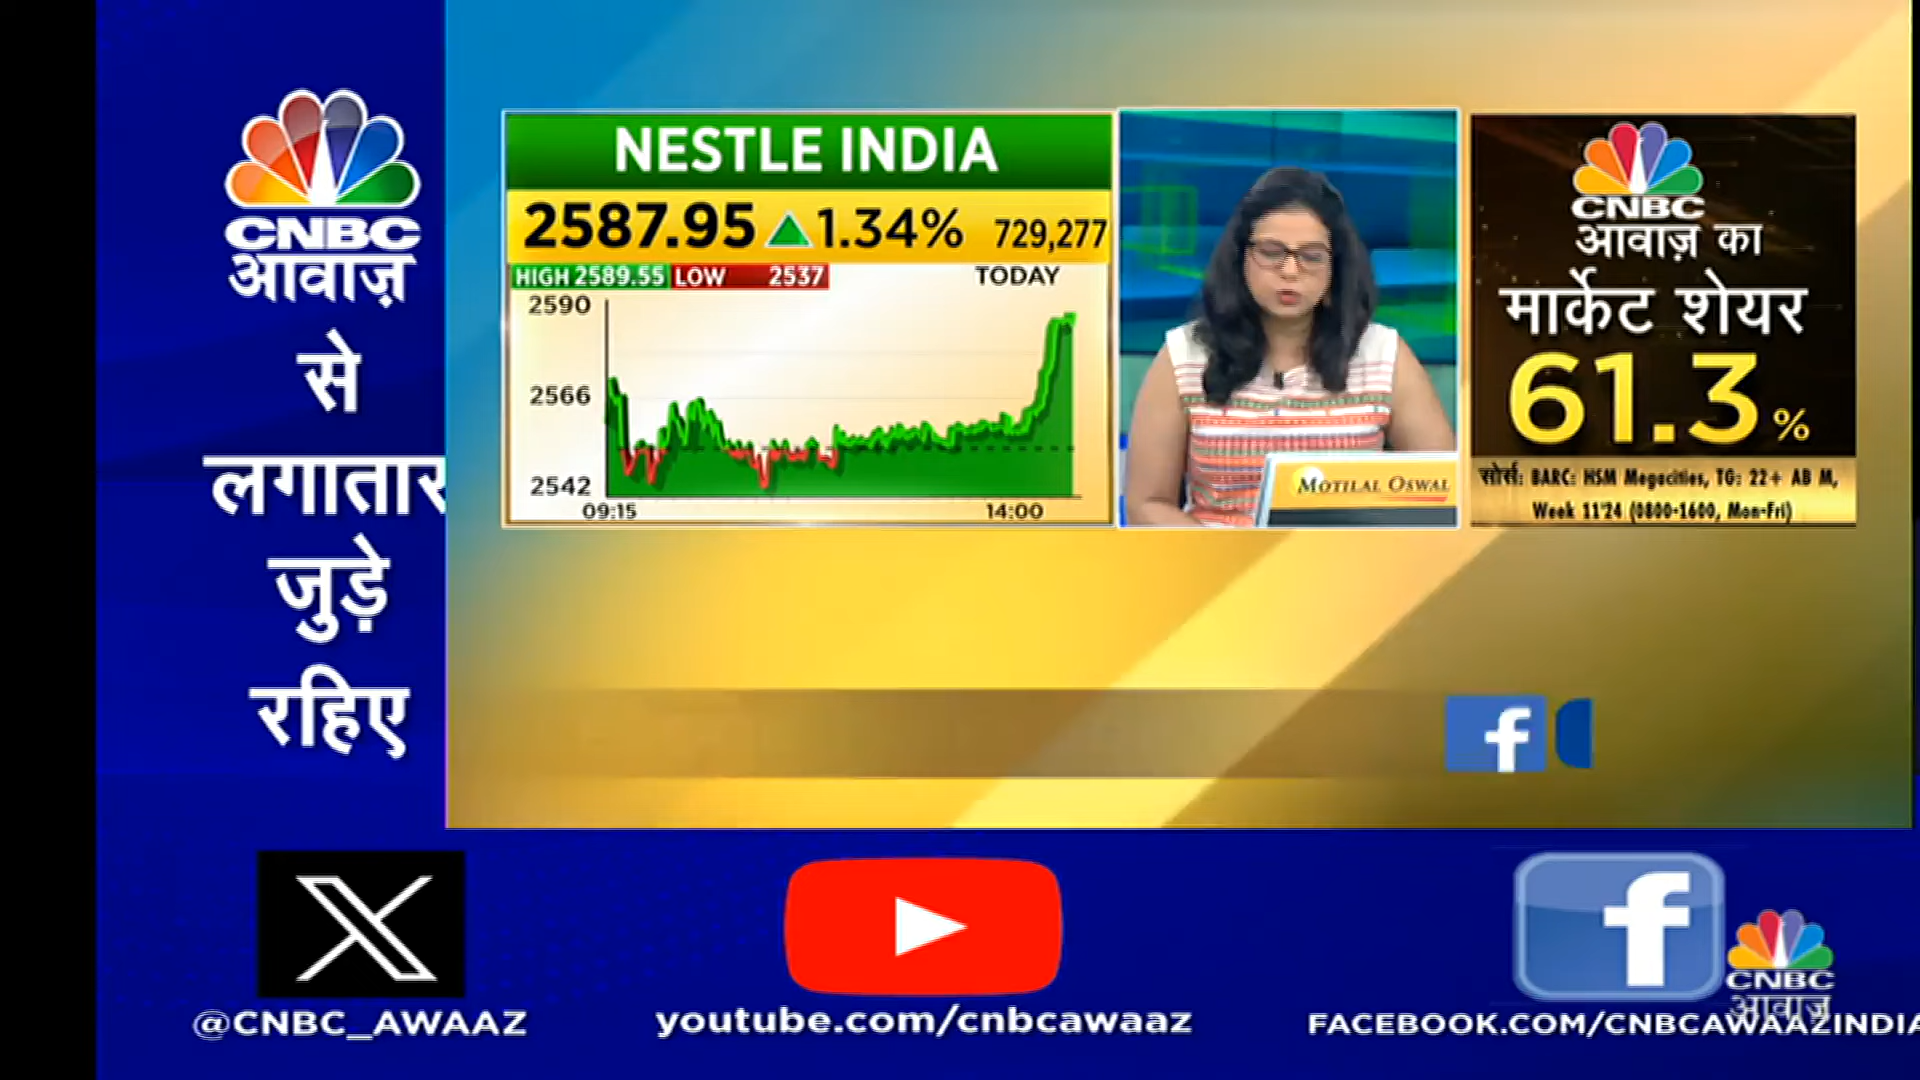 CNBC
आवाज़
से
लगातार
जुड़े
रहिए
NESTLE INDIA
2587.95 1.34% 729,277
HIGH 2589.55 LOW 2537 TODAY
2590
2566
2542
09:15 14:00
MOTILAL OSWAL
CNBC
आवाज़ का
मार्केट शेयर
61.3 %
सोर्स: BARC: HSM Megacities, TG: 22+ AB M,
Week 11'24 (0800-1600, Mon-Fri)
@CNBC_AWAAZ
youtube.com/cnbcawaaz
CNBC
आवाज़
FACEBOOK.COM/CNBCAWAAZINDIA